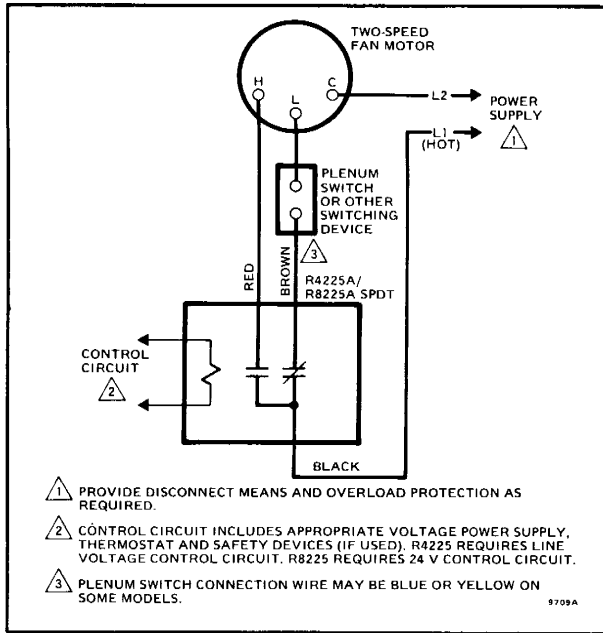 TWO-SPEED
FAN MOTOR
H
C
L
L2
POWER
SUPPLY
1
L1
(HOT)
PLENUM
SWITCH
OR OTHER
SWITCHING
DEVICE
3
RED
BROWN
R4225A/
R8225A SPDT
CONTROL
CIRCUIT
2
BLACK
1 PROVIDE DISCONNECT MEANS AND OVERLOAD PROTECTION AS
REQUIRED.
2 CONTROL CIRCUIT INCLUDES APPROPRIATE VOLTAGE POWER SUPPLY,
THERMOSTAT AND SAFETY DEVICES (IF USED). R4225 REQUIRES LINE
VOLTAGE CONTROL CIRCUIT. R8225 REQUIRES 24 V CONTROL CIRCUIT.
3 PLENUM SWITCH CONNECTION WIRE MAY BE BLUE OR YELLOW ON
SOME MODELS.
9709A